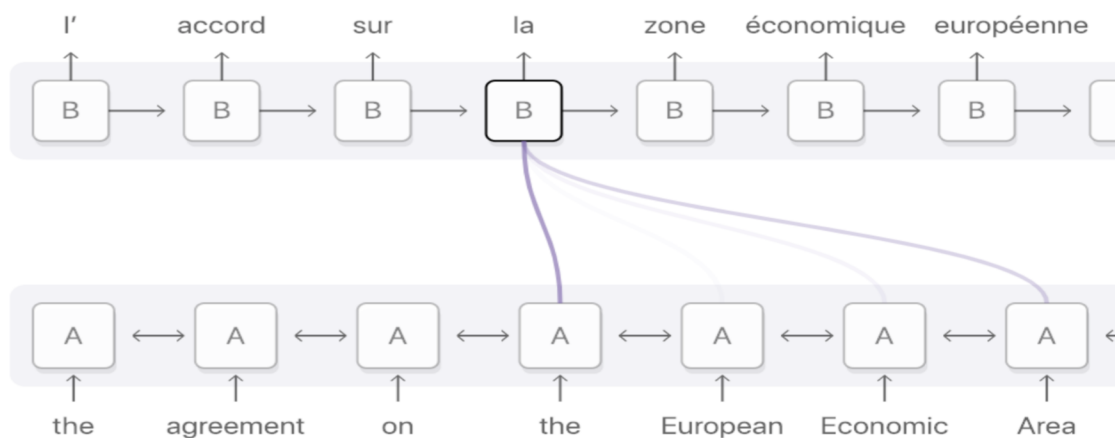 l’ accord sur la zone économique européenne
B B B B B B B
A A A A A A A
the agreement on the European Economic Area